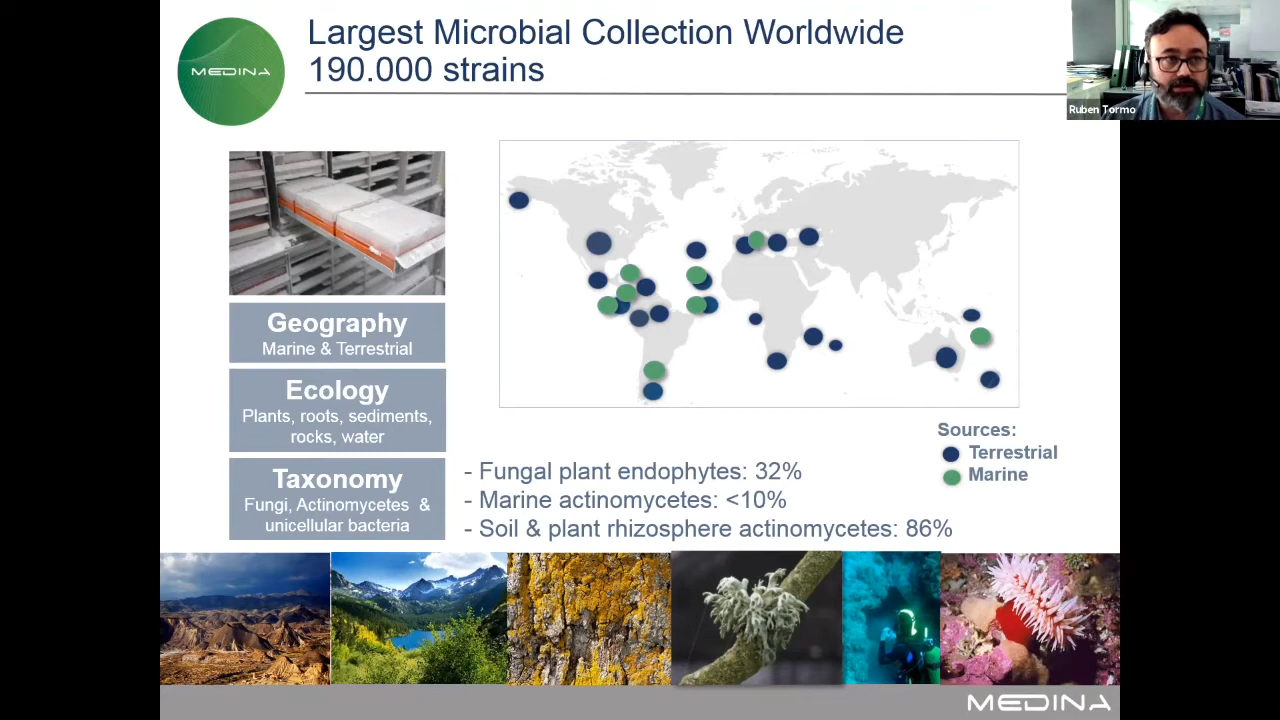 MEDINA
Largest Microbial Collection Worldwide
190.000 strains
Ruben Tormo
Geography
Marine & Terrestrial
Ecology
Plants, roots, sediments,
rocks, water
Taxonomy
Fungi, Actinomycetes &
unicellular bacteria
Sources:
Terrestrial
Marine
- Fungal plant endophytes: 32%
- Marine actinomycetes: <10%
- Soil & plant rhizosphere actinomycetes: 86%
MEDINA